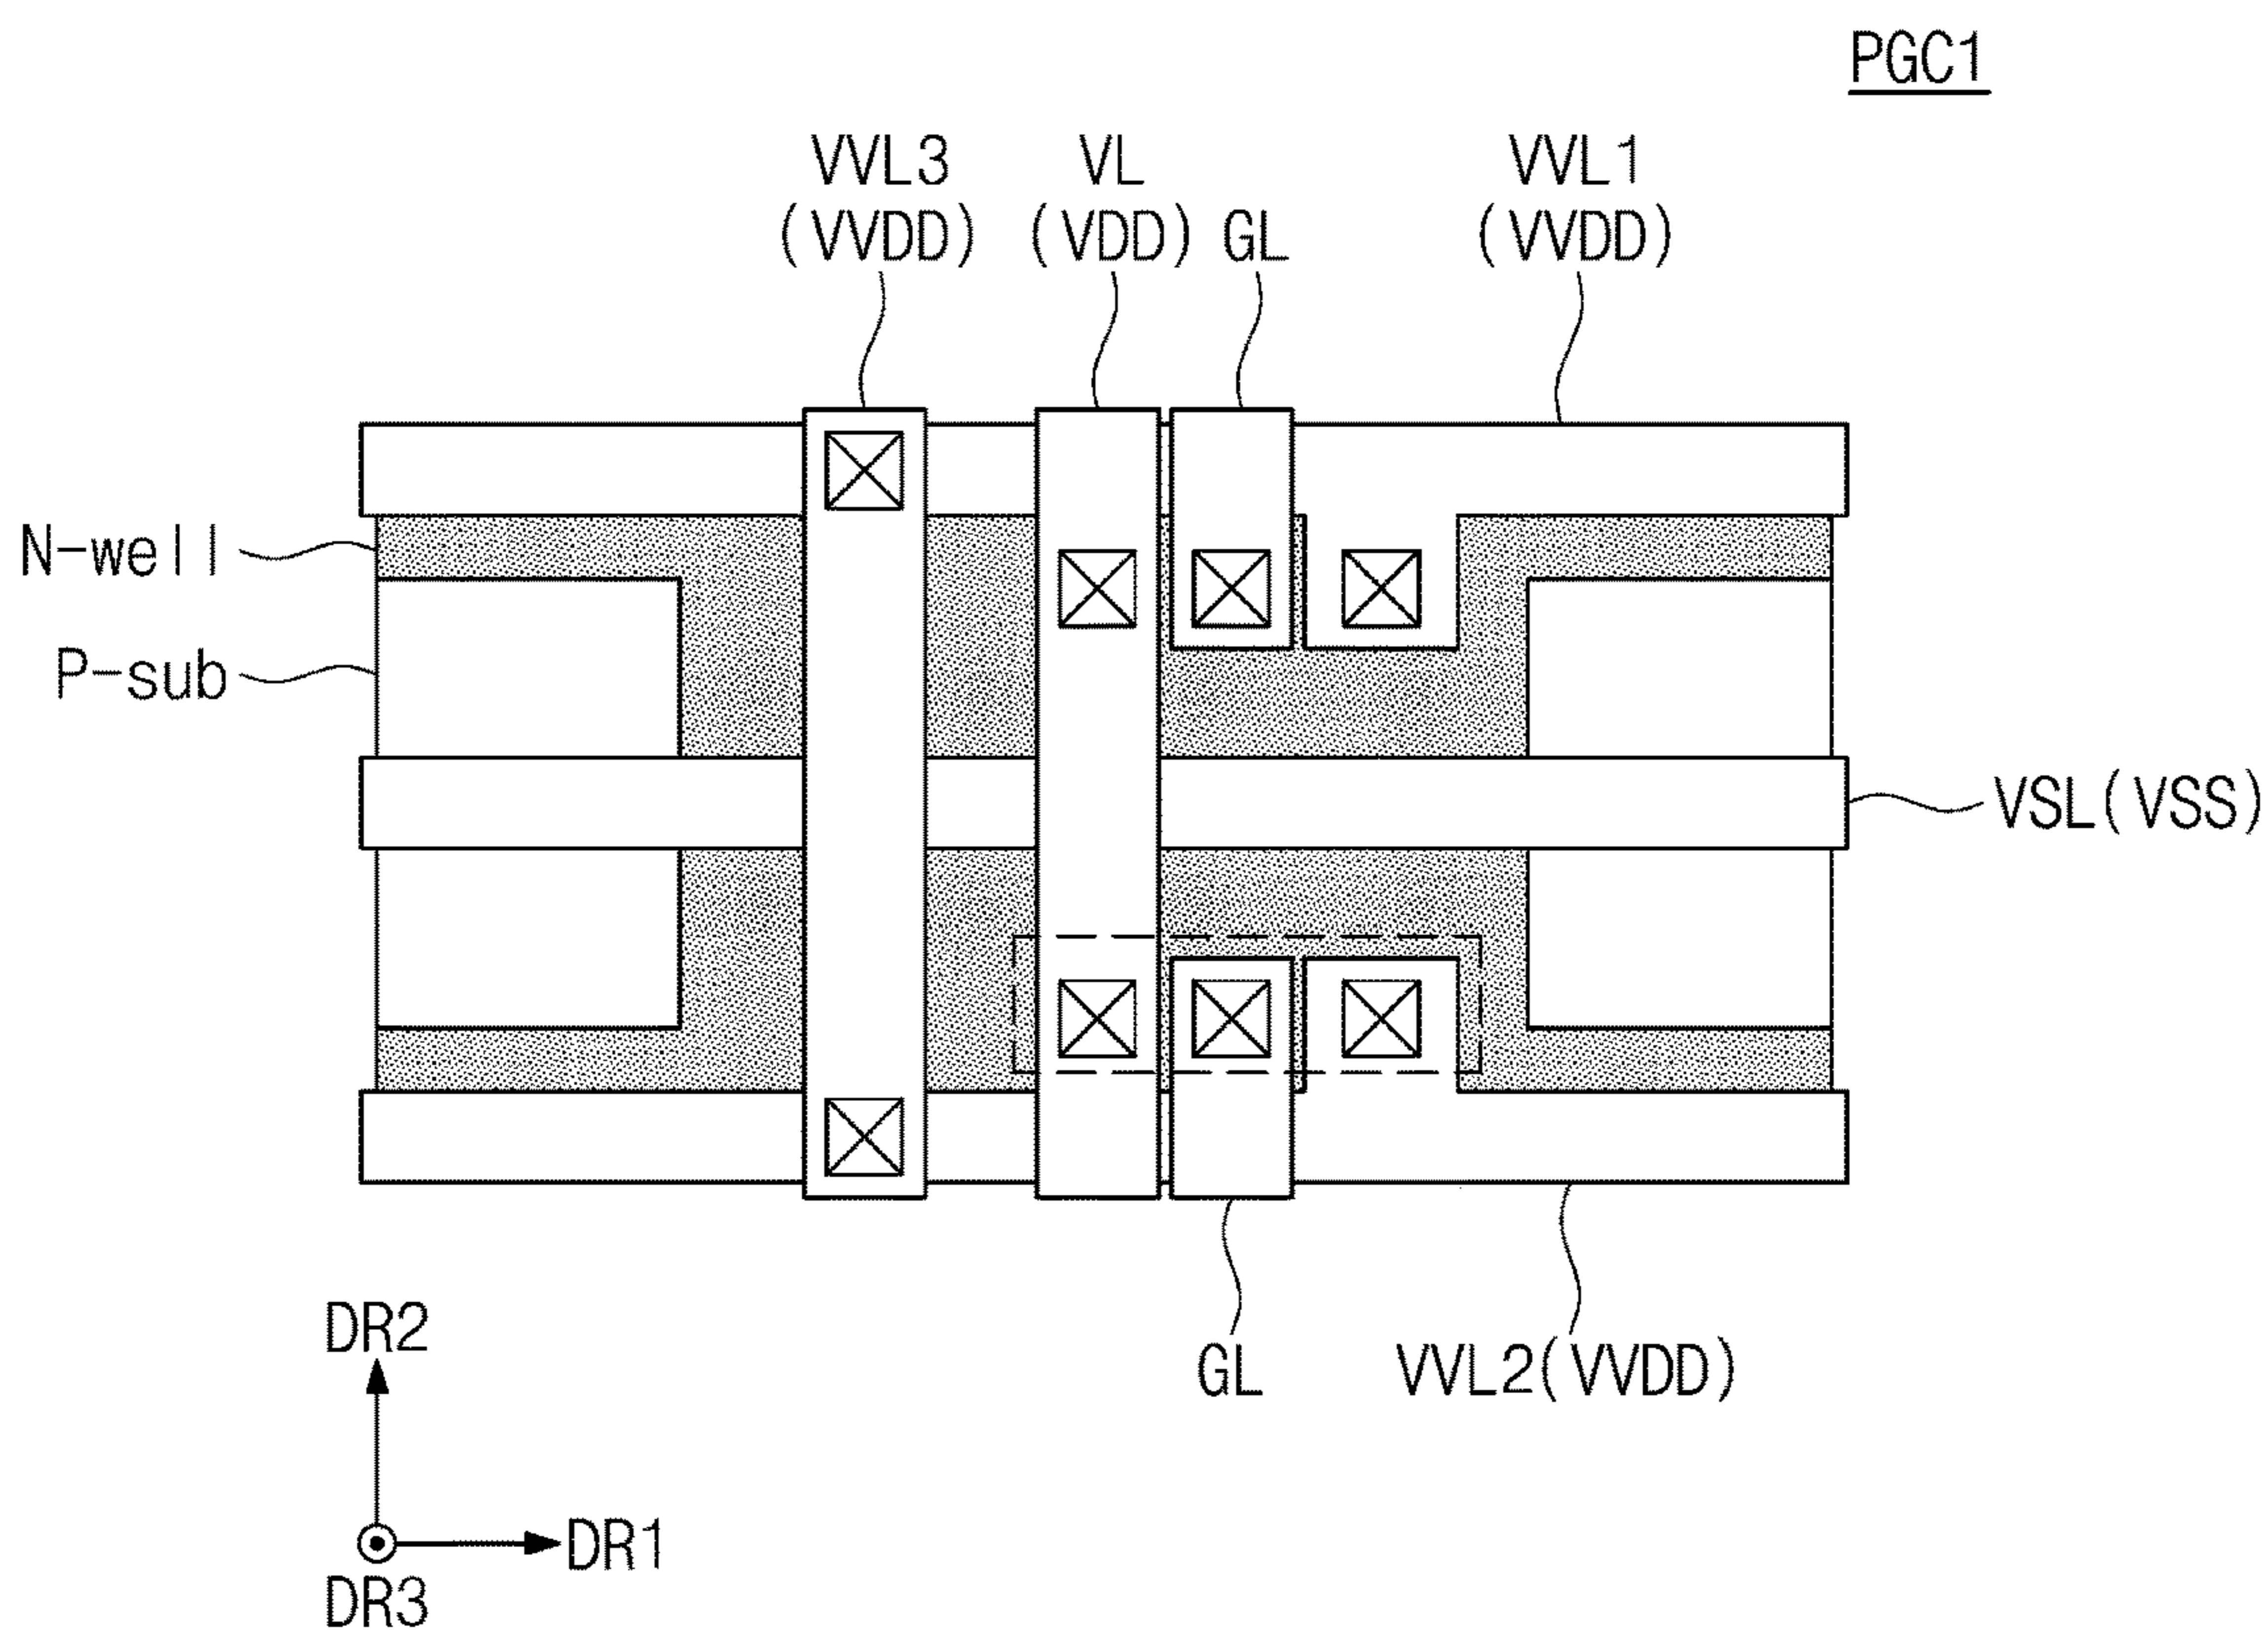 PGC1
VVL3 VL VVL1
(VVDD) (VDD) GL (VVDD)
N-well
P-sub
VSL(VSS)
DR2
GL VVL2(VVDD)
DR1
DR3